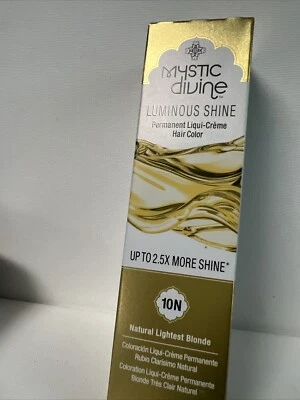 mystic
divine
LUMINOUS SHINE
Permanent Liqui-Crème
Hair Color
UP TO 2.5X MORE SHINE*
10N
Natural Lightest Blonde
Coloración Liqui-Crème Permanente
Rubio Clarísimo Natural
Coloration Liqui-Crème Permanente
Blonde Très Clair Naturel